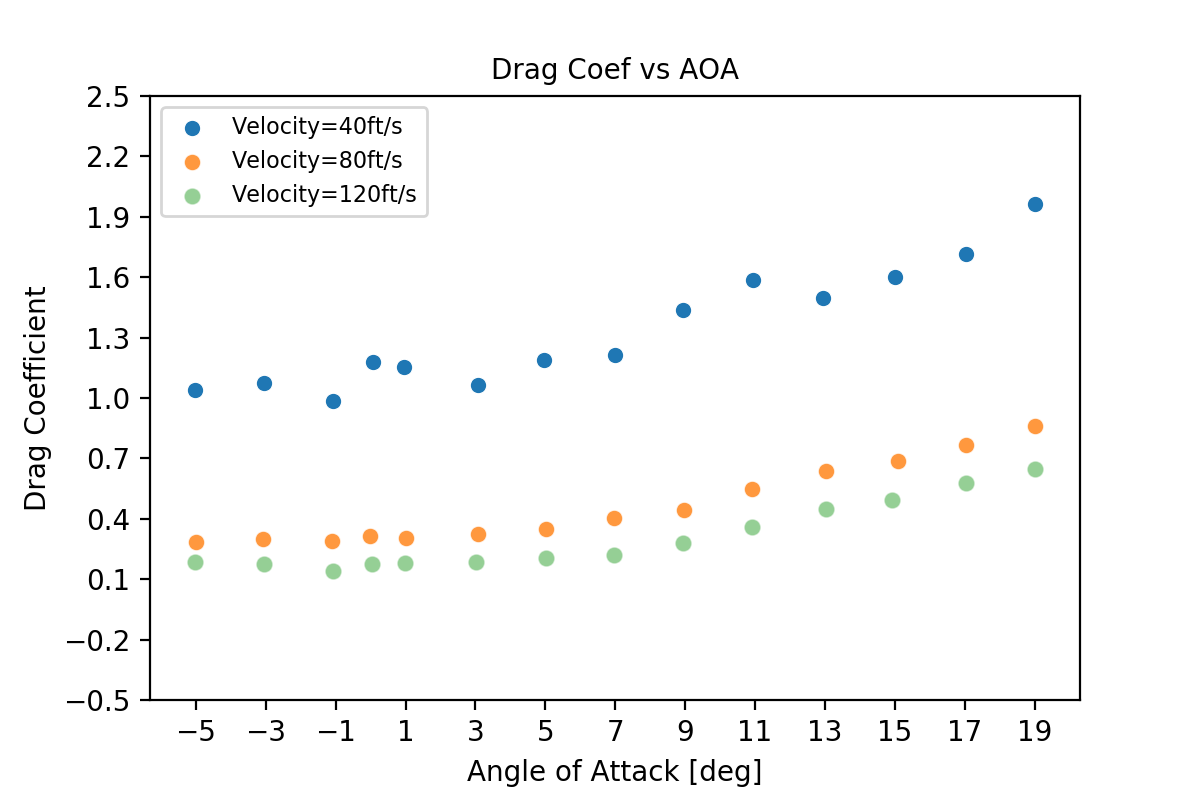 Drag Coef vs AOA
Velocity=40ft/s
Velocity=80ft/s
Velocity=120ft/s
2.5
2.2
1.9
1.6
1.3
1.0
0.7
0.4
0.1
−0.2
−0.5
Drag Coefficient
−5 −3 −1 1 3 5 7 9 11 13 15 17 19
Angle of Attack [deg]